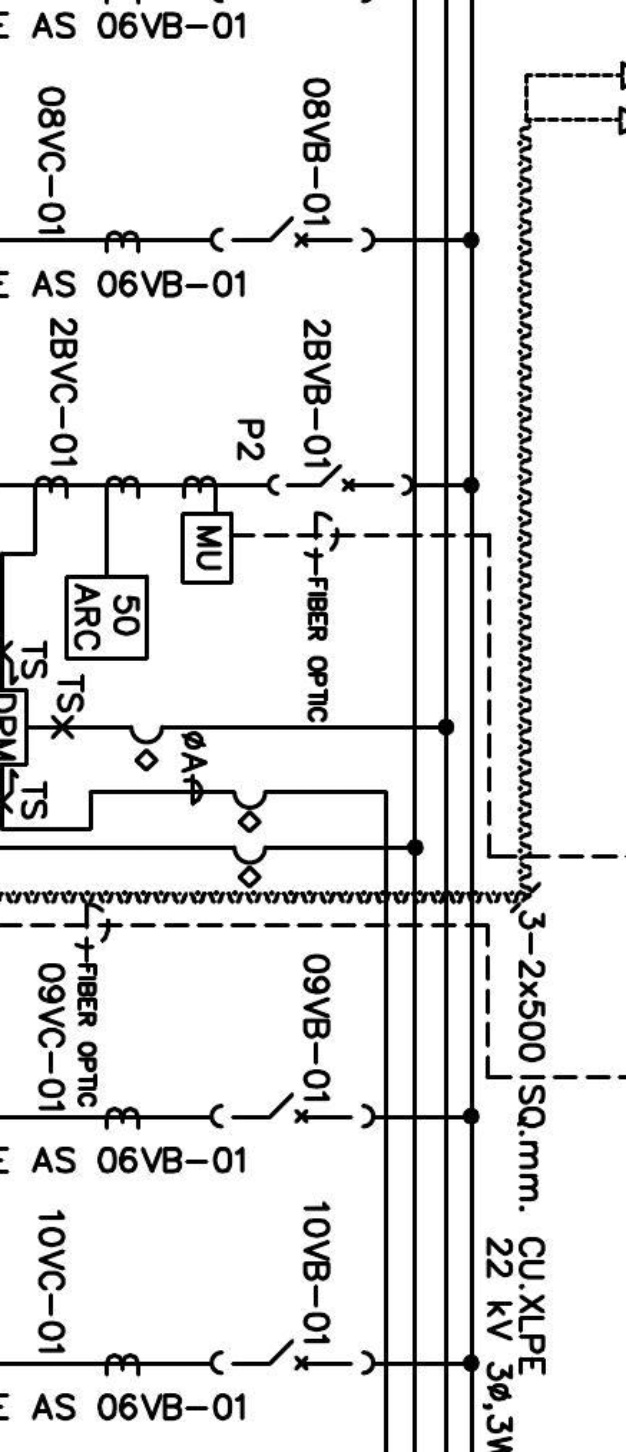 E AS 06VB-01
08VC-01
08VB-01
E AS 06VB-01
2BVC-01
2BVB-01
P2
MU
50
ARC
FIBER OPTIC
TS
TS
DPM
ØA
TS
3-2x500 SQ.mm. CU.XLPE
22 kV 3Ø,3W
FIBER OPTIC
09VC-01
09VB-01
E AS 06VB-01
10VC-01
10VB-01
E AS 06VB-01